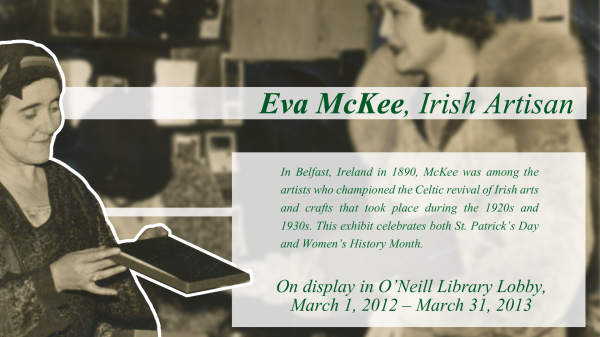 Eva McKee, Irish Artisan
In Belfast, Ireland in 1890, McKee was among the
artists who championed the Celtic revival of Irish arts
and crafts that took place during the 1920s and
1930s. This exhibit celebrates both St. Patrick's Day
and Women's History Month.
On display in O'Neill Library Lobby,
March 1, 2012 – March 31, 2013